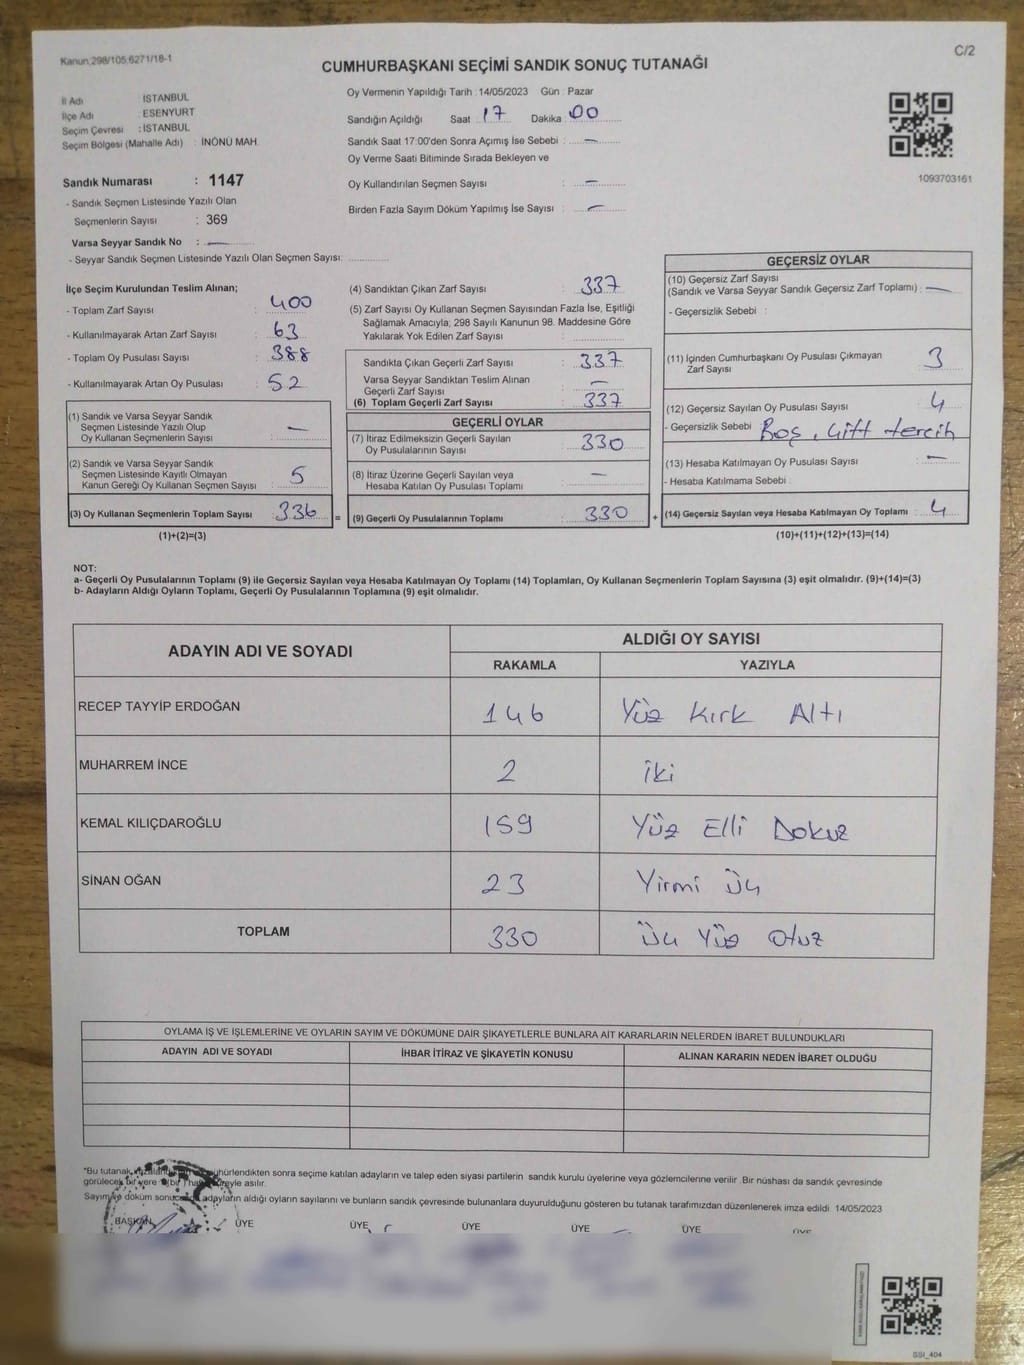 Kanun 298/105,6271/18-1
C/2
CUMHURBAŞKANI SEÇİMİ SANDIK SONUÇ TUTANAĞI
İl Adı İSTANBUL
İlçe Adı ESENYURT
Seçim Çevresi : İSTANBUL
Seçim Bölgesi (Mahalle Adı) : İNÖNÜ MAH.
Sandık Numarası : 1147
- Sandık Seçmen Listesinde Yazılı Olan
Seçmenlerin Sayısı : 369
Varsa Seyyar Sandık No : —
- Seyyar Sandık Seçmen Listesinde Yazılı Olan Seçmen Sayısı:
Oy Vermenin Yapıldığı Tarih : 14/05/2023 Gün : Pazar
Sandığın Açıldığı Saat 17 Dakika 00
Sandık Saat 17:00'den Sonra Açımış İse Sebebi : —
Oy Verme Saati Bitiminde Sırada Bekleyen ve
Oy Kullandırılan Seçmen Sayısı : —
Birden Fazla Sayım Döküm Yapılmış İse Sayısı : —
1093703161
İlçe Seçim Kurulundan Teslim Alınan;
- Toplam Zarf Sayısı : 400
- Kullanılmayarak Artan Zarf Sayısı : 63
- Toplam Oy Pusulası Sayısı : 388
- Kullanılmayarak Artan Oy Pusulası : 52
(1) Sandık ve Varsa Seyyar Sandık
Seçmen Listesinde Yazılı Olup
Oy Kullanan Seçmenlerin Sayısı : —
(2) Sandık ve Varsa Seyyar Sandık
Seçmen Listesinde Kayıtlı Olmayan
Kanun Gereği Oy Kullanan Seçmen Sayısı : 5
(3) Oy Kullanan Seçmenlerin Toplam Sayısı : 336 =
(1)+(2)=(3)
(4) Sandıktan Çıkan Zarf Sayısı : 337
(5) Zarf Sayısı Oy Kullanan Seçmen Sayısından Fazla İse, Eşitliği
Sağlamak Amacıyla; 298 Sayılı Kanunun 98. Maddesine Göre
Yakılarak Yok Edilen Zarf Sayısı :
Sandıkta Çıkan Geçerli Zarf Sayısı : 337
Varsa Seyyar Sandıktan Teslim Alınan
Geçerli Zarf Sayısı : —
(6) Toplam Geçerli Zarf Sayısı : 337
GEÇERLİ OYLAR
(7) İtiraz Edilmeksizin Geçerli Sayılan
Oy Pusulalarının Sayısı : 330
(8) İtiraz Üzerine Geçerli Sayılan veya
Hesaba Katılan Oy Pusulası Toplamı : —
(9) Geçerli Oy Pusulalarının Toplamı : 330 +
GEÇERSİZ OYLAR
(10) Geçersiz Zarf Sayısı
(Sandık ve Varsa Seyyar Sandık Geçersiz Zarf Toplamı) : —
- Geçersizlik Sebebi :
(11) İçinden Cumhurbaşkanı Oy Pusulası Çıkmayan
Zarf Sayısı 3
(12) Geçersiz Sayılan Oy Pusulası Sayısı 4
- Geçersizlik Sebebi Boş, Çift tercih
(13) Hesaba Katılmayan Oy Pusulası Sayısı —
- Hesaba Katılmama Sebebi :
(14) Geçersiz Sayılan veya Hesaba Katılmayan Oy Toplamı : 4
(10)+(11)+(12)+(13)=(14)
NOT:
a- Geçerli Oy Pusulalarının Toplamı (9) ile Geçersiz Sayılan veya Hesaba Katılmayan Oy Toplamı (14) Toplamları, Oy Kullanan Seçmenlerin Toplam Sayısına (3) eşit olmalıdır. (9)+(14)=(3)
b- Adayların Aldığı Oyların Toplamı, Geçerli Oy Pusulalarının Toplamına (9) eşit olmalıdır.
ADAYIN ADI VE SOYADI
ALDIĞI OY SAYISI
RAKAMLA YAZIYLA
RECEP TAYYİP ERDOĞAN 146 Yüz Kırk Altı
MUHARREM İNCE 2 iki
KEMAL KILIÇDAROĞLU 159 Yüz Elli Dokuz
SİNAN OĞAN 23 Yirmi Üç
TOPLAM 330 Üç Yüz Otuz
OYLAMA İŞ VE İŞLEMLERİNE VE OYLARIN SAYIM VE DÖKÜMÜNE DAİR ŞİKAYETLERLE BUNLARA AİT KARARLARIN NELERDEN İBARET BULUNDUKLARI
ADAYIN ADI VE SOYADI İHBAR İTİRAZ VE ŞİKAYETİN KONUSU ALINAN KARARIN NEDEN İBARET OLDUĞU
"Bu tutanak sonra seçime katılan adayların ve talep eden siyasi partilerin sandık kurulu üyelerine veya gözlemcilerine verilir. Bir nüshası da sandık çevresinde
görülecek bir yere asılır.
Sayım ve döküm adayların aldığı oyların sayılarını ve bunların sandık çevresinde bulunanlara duyurulduğunu gösteren bu tutanak tarafımızdan düzenlenerek imza edildi. 14/05/2023
BAŞKAN ÜYE ÜYE ÜYE ÜYE ÜYE ÜYE
SSI_404